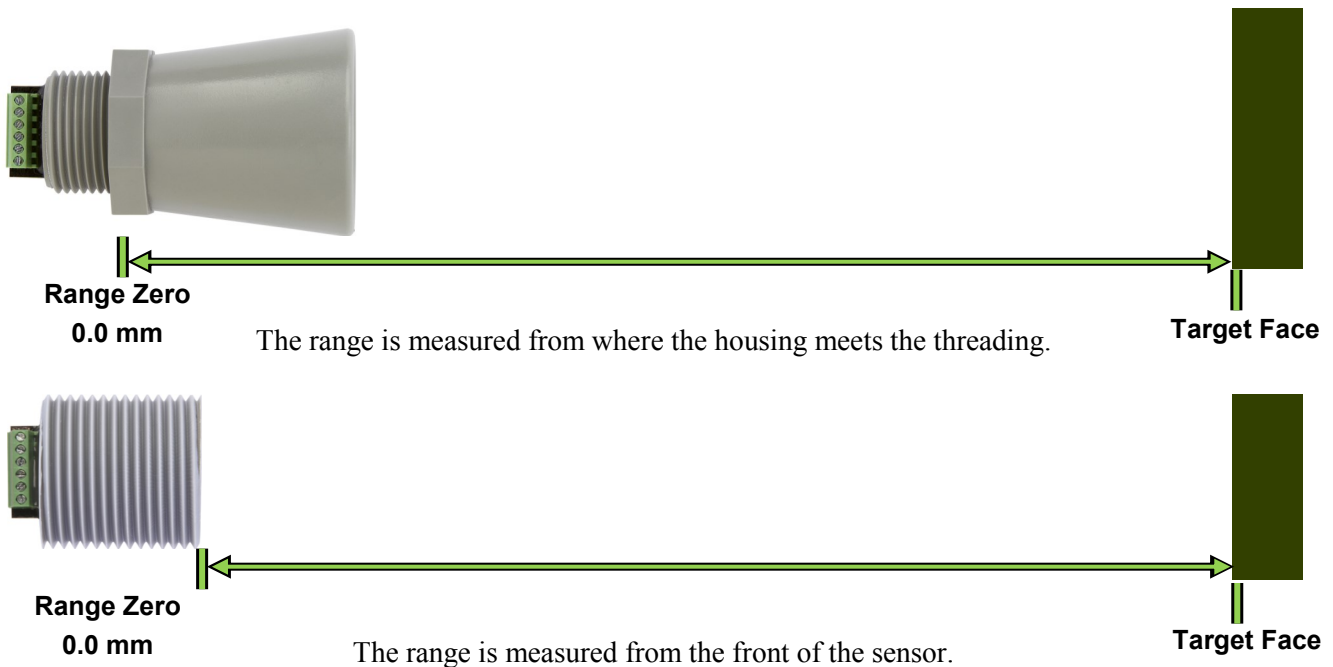 Range Zero
0.0 mm
The range is measured from where the housing meets the threading.
Target Face
Range Zero
0.0 mm
The range is measured from the front of the sensor.
Target Face